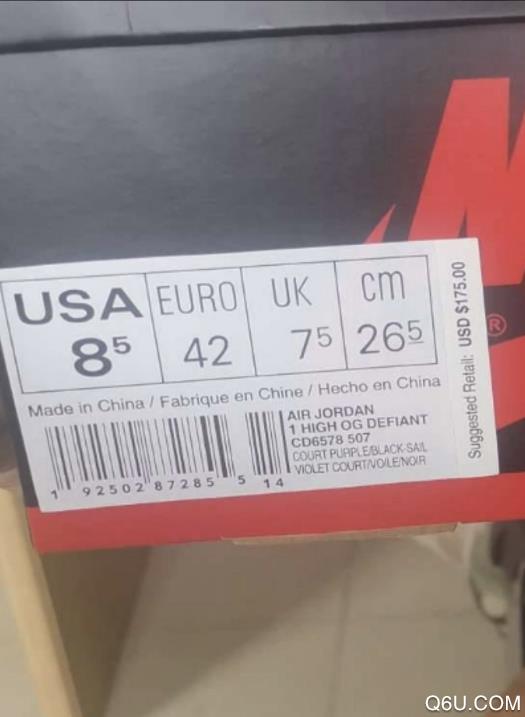 USA EURO UK cm
8⁵ 42 7⁵ 26⁵
Suggested Retail: USD $175.00
®
Made in China / Fabrique en Chine / Hecho en China
AIR JORDAN
1 HIGH OG DEFIANT
CD6578 507
COURT PURPLE/BLACK-SAIL
VIOLET COURT/VOILE/NOIR
1 92502 87285 5 14
Q6U.COM